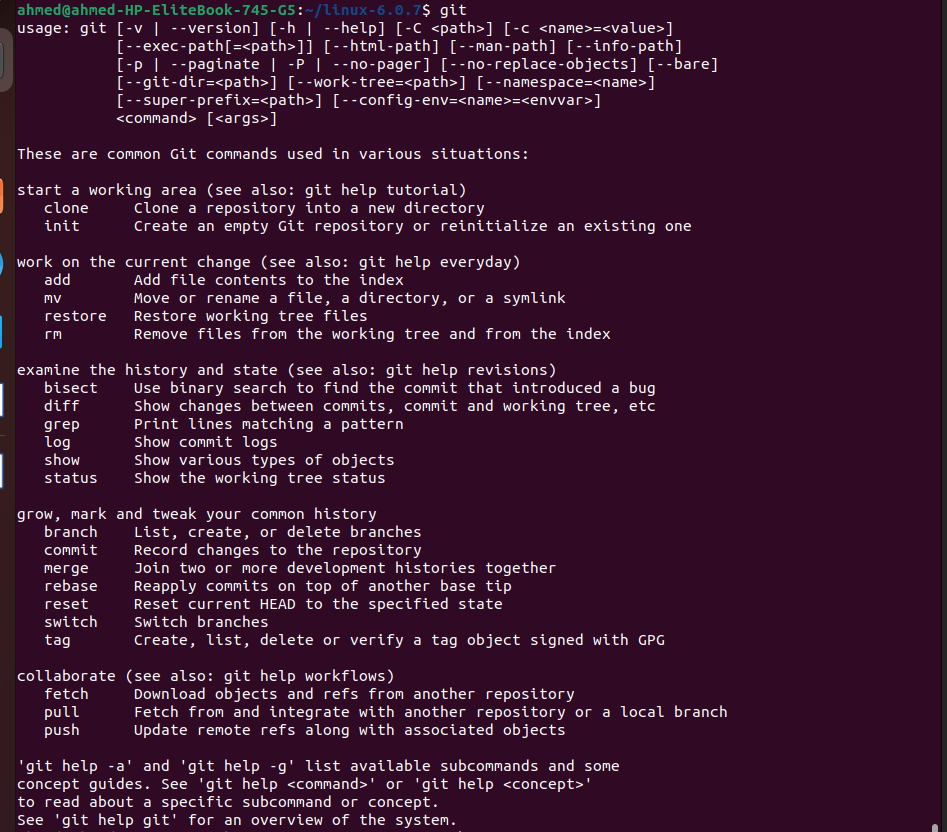 ahmed@ahmed-HP-EliteBook-745-G5:~/linux-6.0.7$ git
usage: git [-v | --version] [-h | --help] [-C <path>] [-c <name>=<value>]
           [--exec-path[=<path>]] [--html-path] [--man-path] [--info-path]
           [-p | --paginate | -P | --no-pager] [--no-replace-objects] [--bare]
           [--git-dir=<path>] [--work-tree=<path>] [--namespace=<name>]
           [--super-prefix=<path>] [--config-env=<name>=<envvar>]
           <command> [<args>]

These are common Git commands used in various situations:

start a working area (see also: git help tutorial)
   clone     Clone a repository into a new directory
   init      Create an empty Git repository or reinitialize an existing one

work on the current change (see also: git help everyday)
   add       Add file contents to the index
   mv        Move or rename a file, a directory, or a symlink
   restore   Restore working tree files
   rm        Remove files from the working tree and from the index

examine the history and state (see also: git help revisions)
   bisect    Use binary search to find the commit that introduced a bug
   diff      Show changes between commits, commit and working tree, etc
   grep      Print lines matching a pattern
   log       Show commit logs
   show      Show various types of objects
   status    Show the working tree status

grow, mark and tweak your common history
   branch    List, create, or delete branches
   commit    Record changes to the repository
   merge     Join two or more development histories together
   rebase    Reapply commits on top of another base tip
   reset     Reset current HEAD to the specified state
   switch    Switch branches
   tag       Create, list, delete or verify a tag object signed with GPG

collaborate (see also: git help workflows)
   fetch     Download objects and refs from another repository
   pull      Fetch from and integrate with another repository or a local branch
   push      Update remote refs along with associated objects

'git help -a' and 'git help -g' list available subcommands and some
concept guides. See 'git help <command>' or 'git help <concept>'
to read about a specific subcommand or concept.
See 'git help git' for an overview of the system.